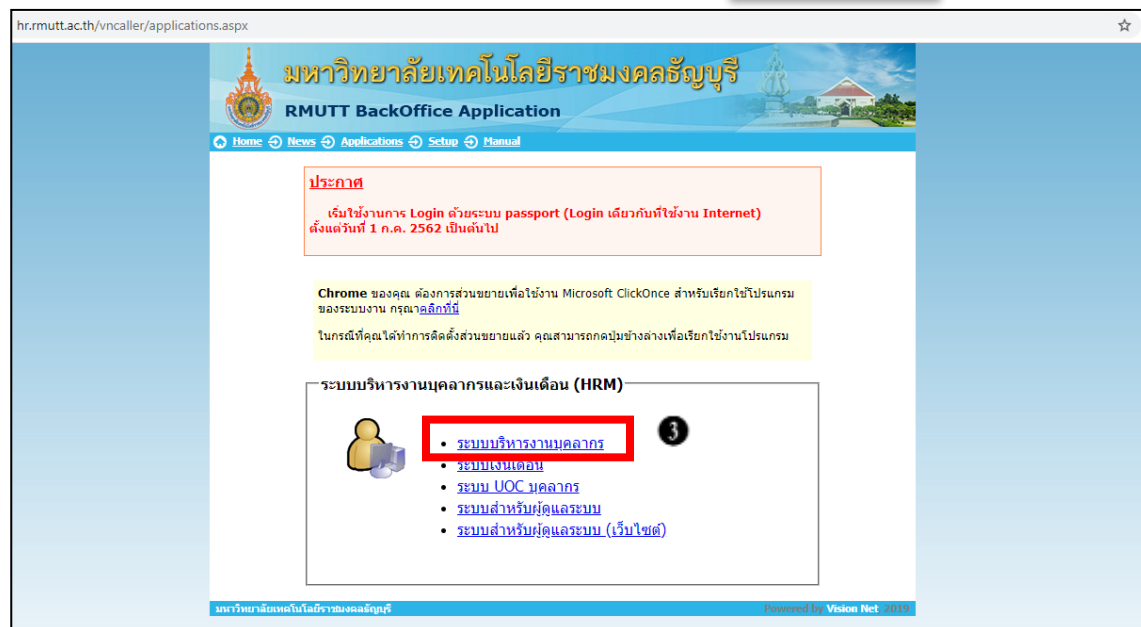 hr.rmutt.ac.th/vncaller/applications.aspx
มหาวิทยาลัยเทคโนโลยีราชมงคลธัญบุรี
RMUTT BackOffice Application
Home News Applications Setup Manual
ประกาศ
เริ่มใช้งานการ Login ด้วยระบบ passport (Login เดียวกับที่ใช้งาน Internet)
ตั้งแต่วันที่ 1 ก.ค. 2562 เป็นต้นไป
Chrome ของคุณ ต้องการส่วนขยายเพื่อใช้งาน Microsoft ClickOnce สำหรับเรียกใช้โปรแกรม
ของระบบงาน กรุณาคลิกที่นี่
ในกรณีที่คุณได้ทำการติดตั้งส่วนขยายแล้ว คุณสามารถกดปุ่มข้างล่างเพื่อเรียกใช้งานโปรแกรม
ระบบบริหารงานบุคลากรและเงินเดือน (HRM)
ระบบบริหารงานบุคลากร 3
ระบบเงินเดือน
ระบบ UOC บุคลากร
ระบบสำหรับผู้ดูแลระบบ
ระบบสำหรับผู้ดูแลระบบ (เว็บไซต์)
มหาวิทยาลัยเทคโนโลยีราชมงคลธัญบุรี Powered by Vision Net 2019